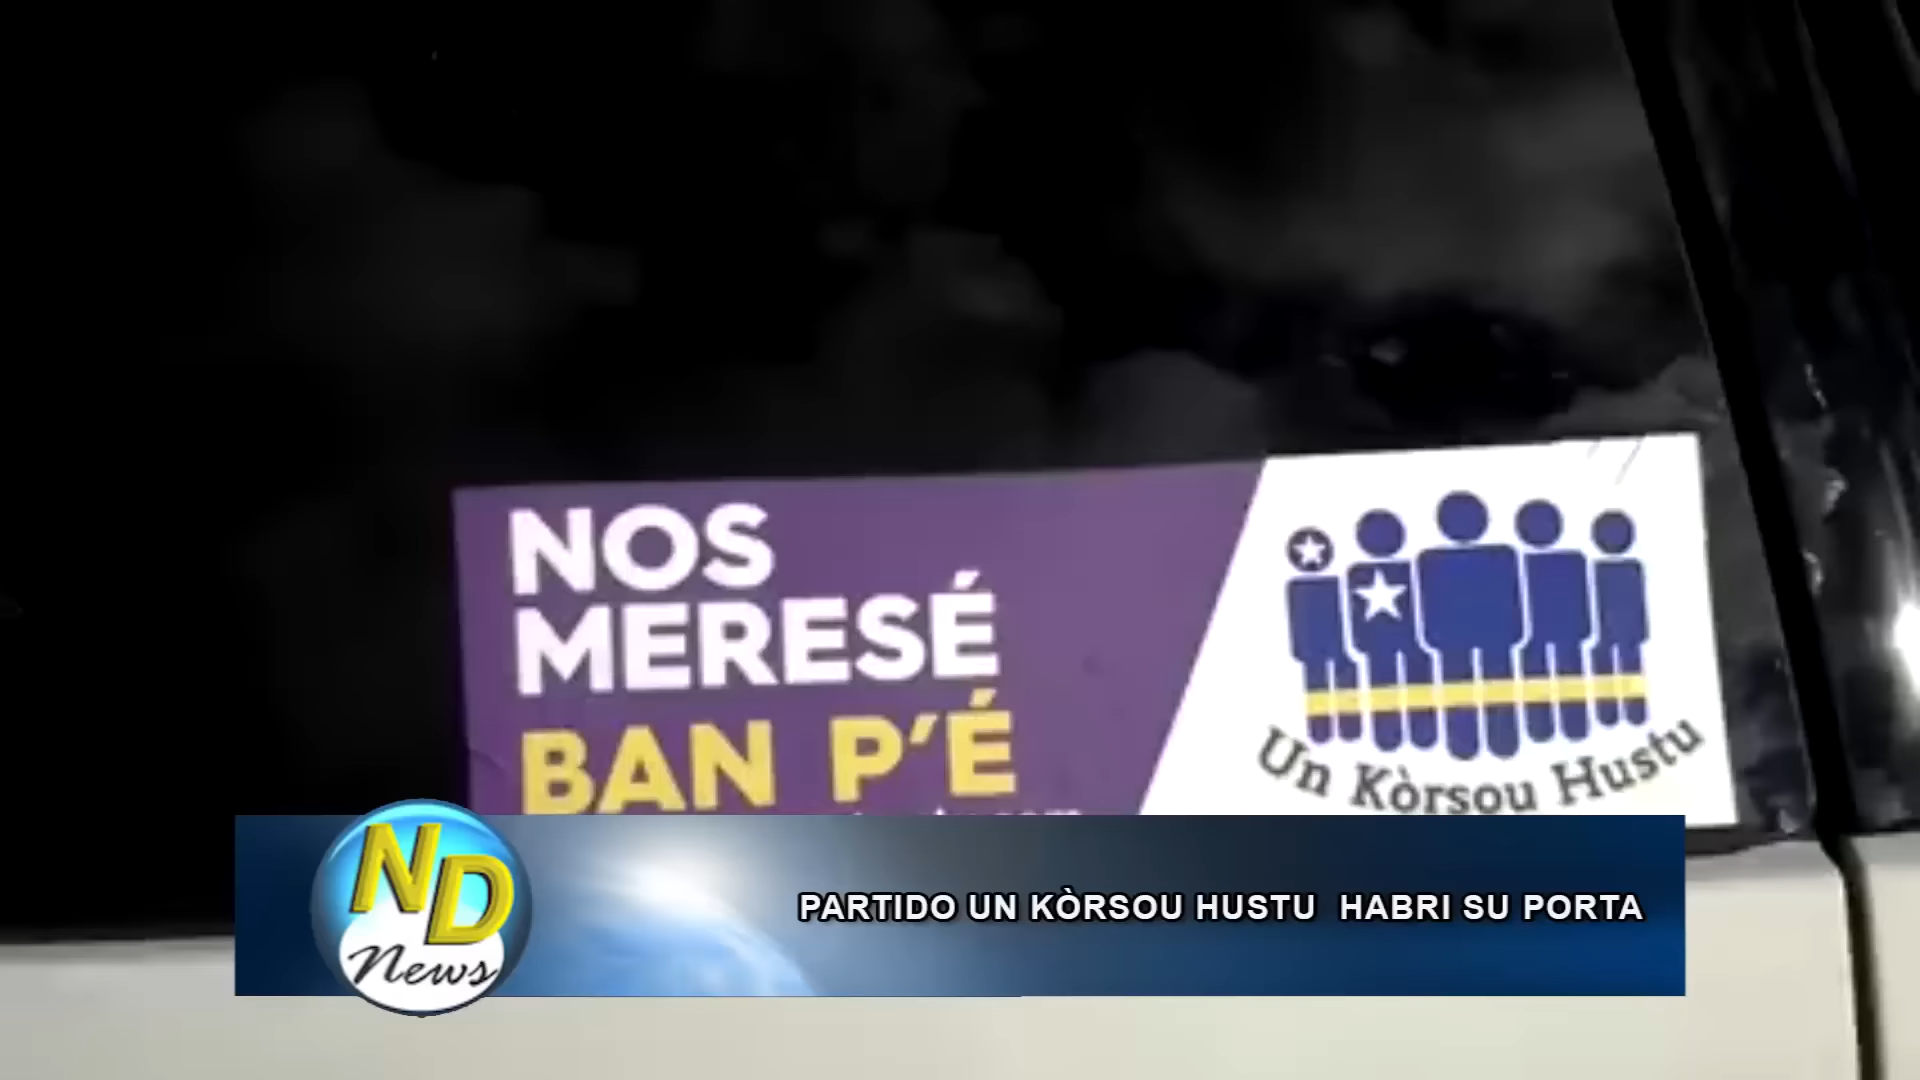 NOS
MERESÉ
BAN P'É
Un Kòrsou Hustu
ND
News
PARTIDO UN KÒRSOU HUSTU HABRI SU PORTA